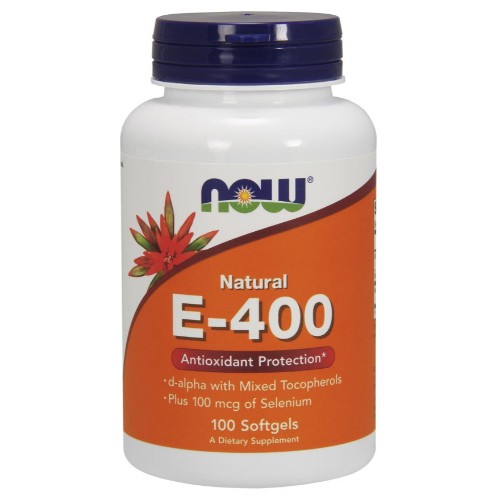 NOW®
Natural
E-400
Antioxidant Protection*
• d-alpha with Mixed Tocopherols
• Plus 100 mcg of Selenium
100 Softgels
A Dietary Supplement